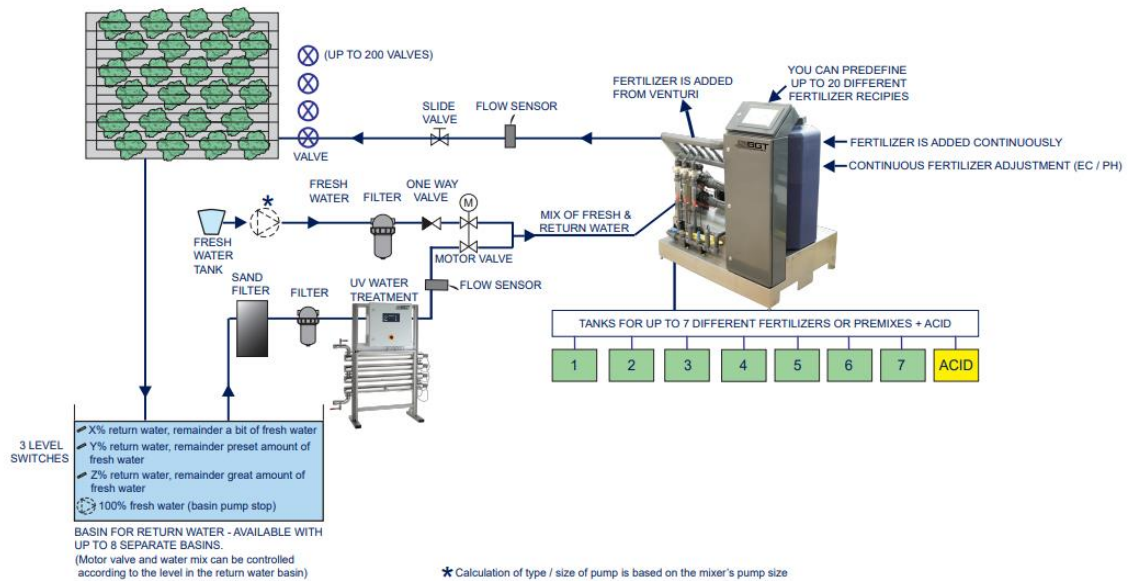 (UP TO 200 VALVES)
VALVE
SLIDE
VALVE
FLOW SENSOR
FERTILIZER IS ADDED
FROM VENTURI
YOU CAN PREDEFINE
UP TO 20 DIFFERENT
FERTILIZER RECIPIES
BGT
FERTILIZER IS ADDED CONTINUOUSLY
CONTINUOUS FERTILIZER ADJUSTMENT (EC / PH)
*
FRESH
WATER
FILTER
ONE WAY
VALVE
M
MIX OF FRESH &
RETURN WATER
FRESH
WATER
TANK
MOTOR VALVE
SAND
FILTER
FILTER
UV WATER
TREATMENT
FLOW SENSOR
TANKS FOR UP TO 7 DIFFERENT FERTILIZERS OR PREMIXES + ACID
1 2 3 4 5 6 7 ACID
3 LEVEL
SWITCHES
X% return water, remainder a bit of fresh water
Y% return water, remainder preset amount of
fresh water
Z% return water, remainder great amount of
fresh water
100% fresh water (basin pump stop)
BASIN FOR RETURN WATER - AVAILABLE WITH
UP TO 8 SEPARATE BASINS.
(Motor valve and water mix can be controlled
according to the level in the return water basin)
* Calculation of type / size of pump is based on the mixer's pump size